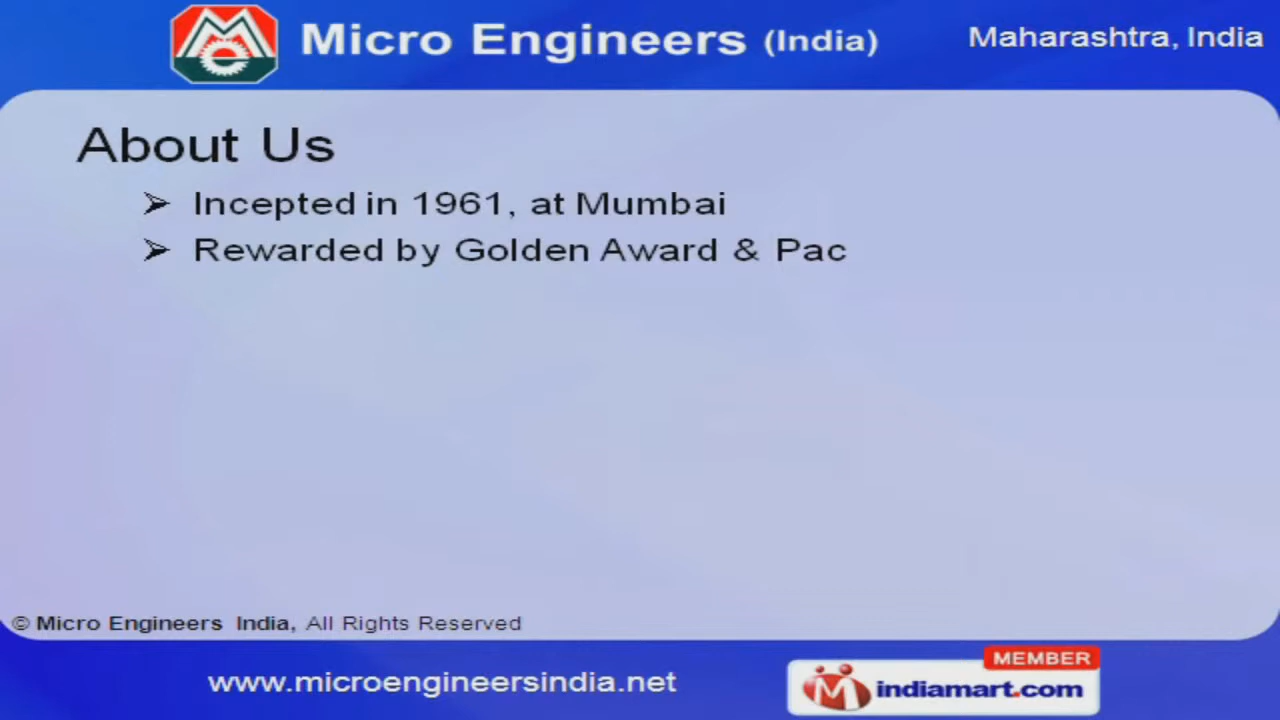 Micro Engineers (India)
Maharashtra, India
About Us
➢ Incepted in 1961, at Mumbai
➢ Rewarded by Golden Award & Pac
© Micro Engineers India, All Rights Reserved
www.microengineersindia.net
MEMBER
indiamart.com